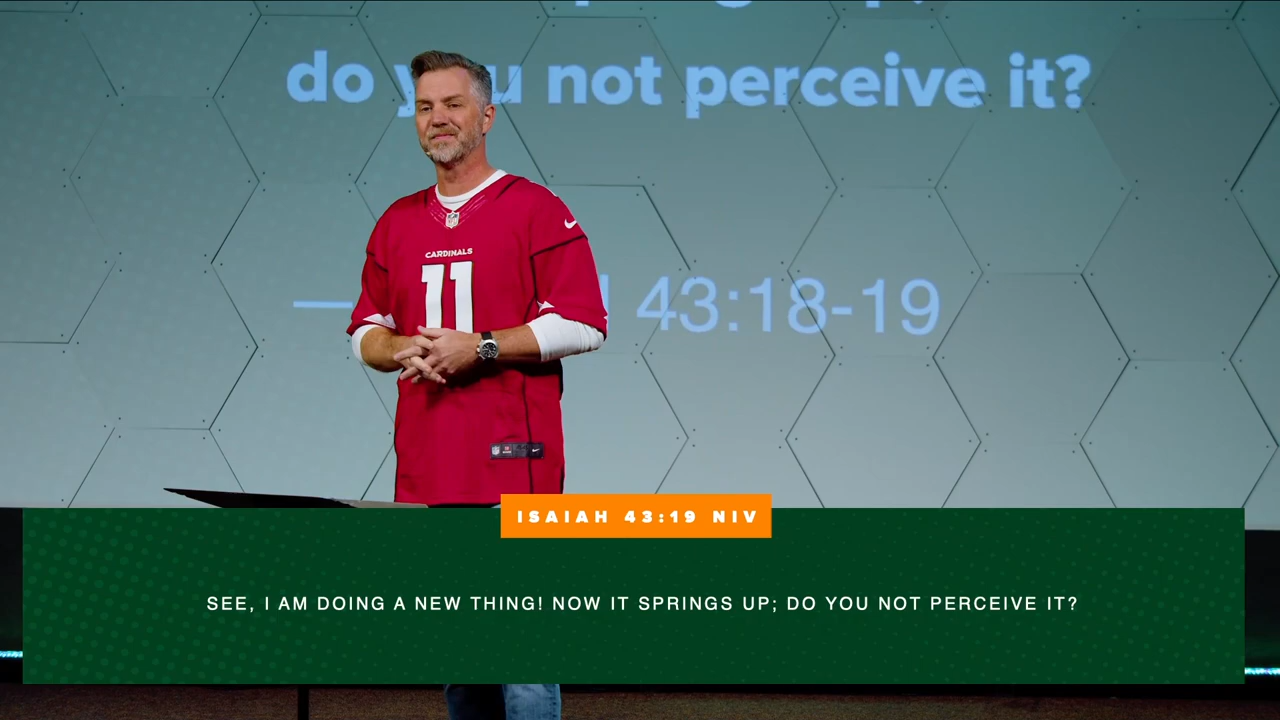 do you not perceive it?
43:18-19
CARDINALS
11
ISAIAH 43:19 NIV
SEE, I AM DOING A NEW THING! NOW IT SPRINGS UP; DO YOU NOT PERCEIVE IT?